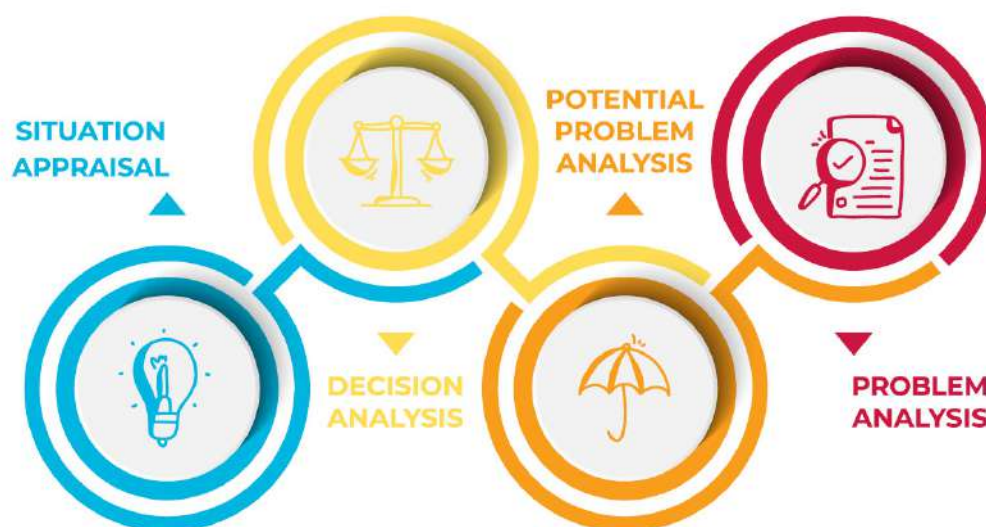 SITUATION
APPRAISAL
DECISION
ANALYSIS
POTENTIAL
PROBLEM
ANALYSIS
PROBLEM
ANALYSIS